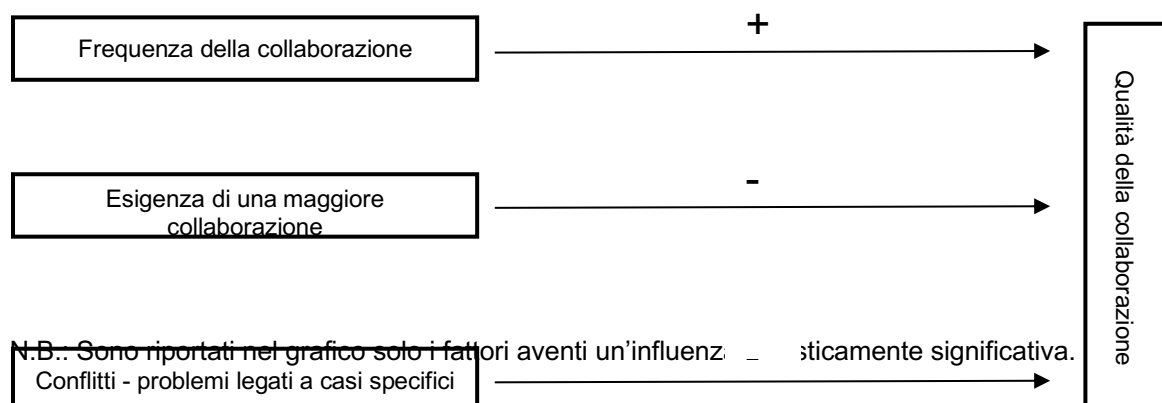 Frequenza della collaborazione
+
Esigenza di una maggiore
collaborazione
-
Qualità della collaborazione
N.B.: Sono riportati nel grafico solo i fattori aventi un'influenza sticamente significativa.
-
Conflitti - problemi legati a casi specifici